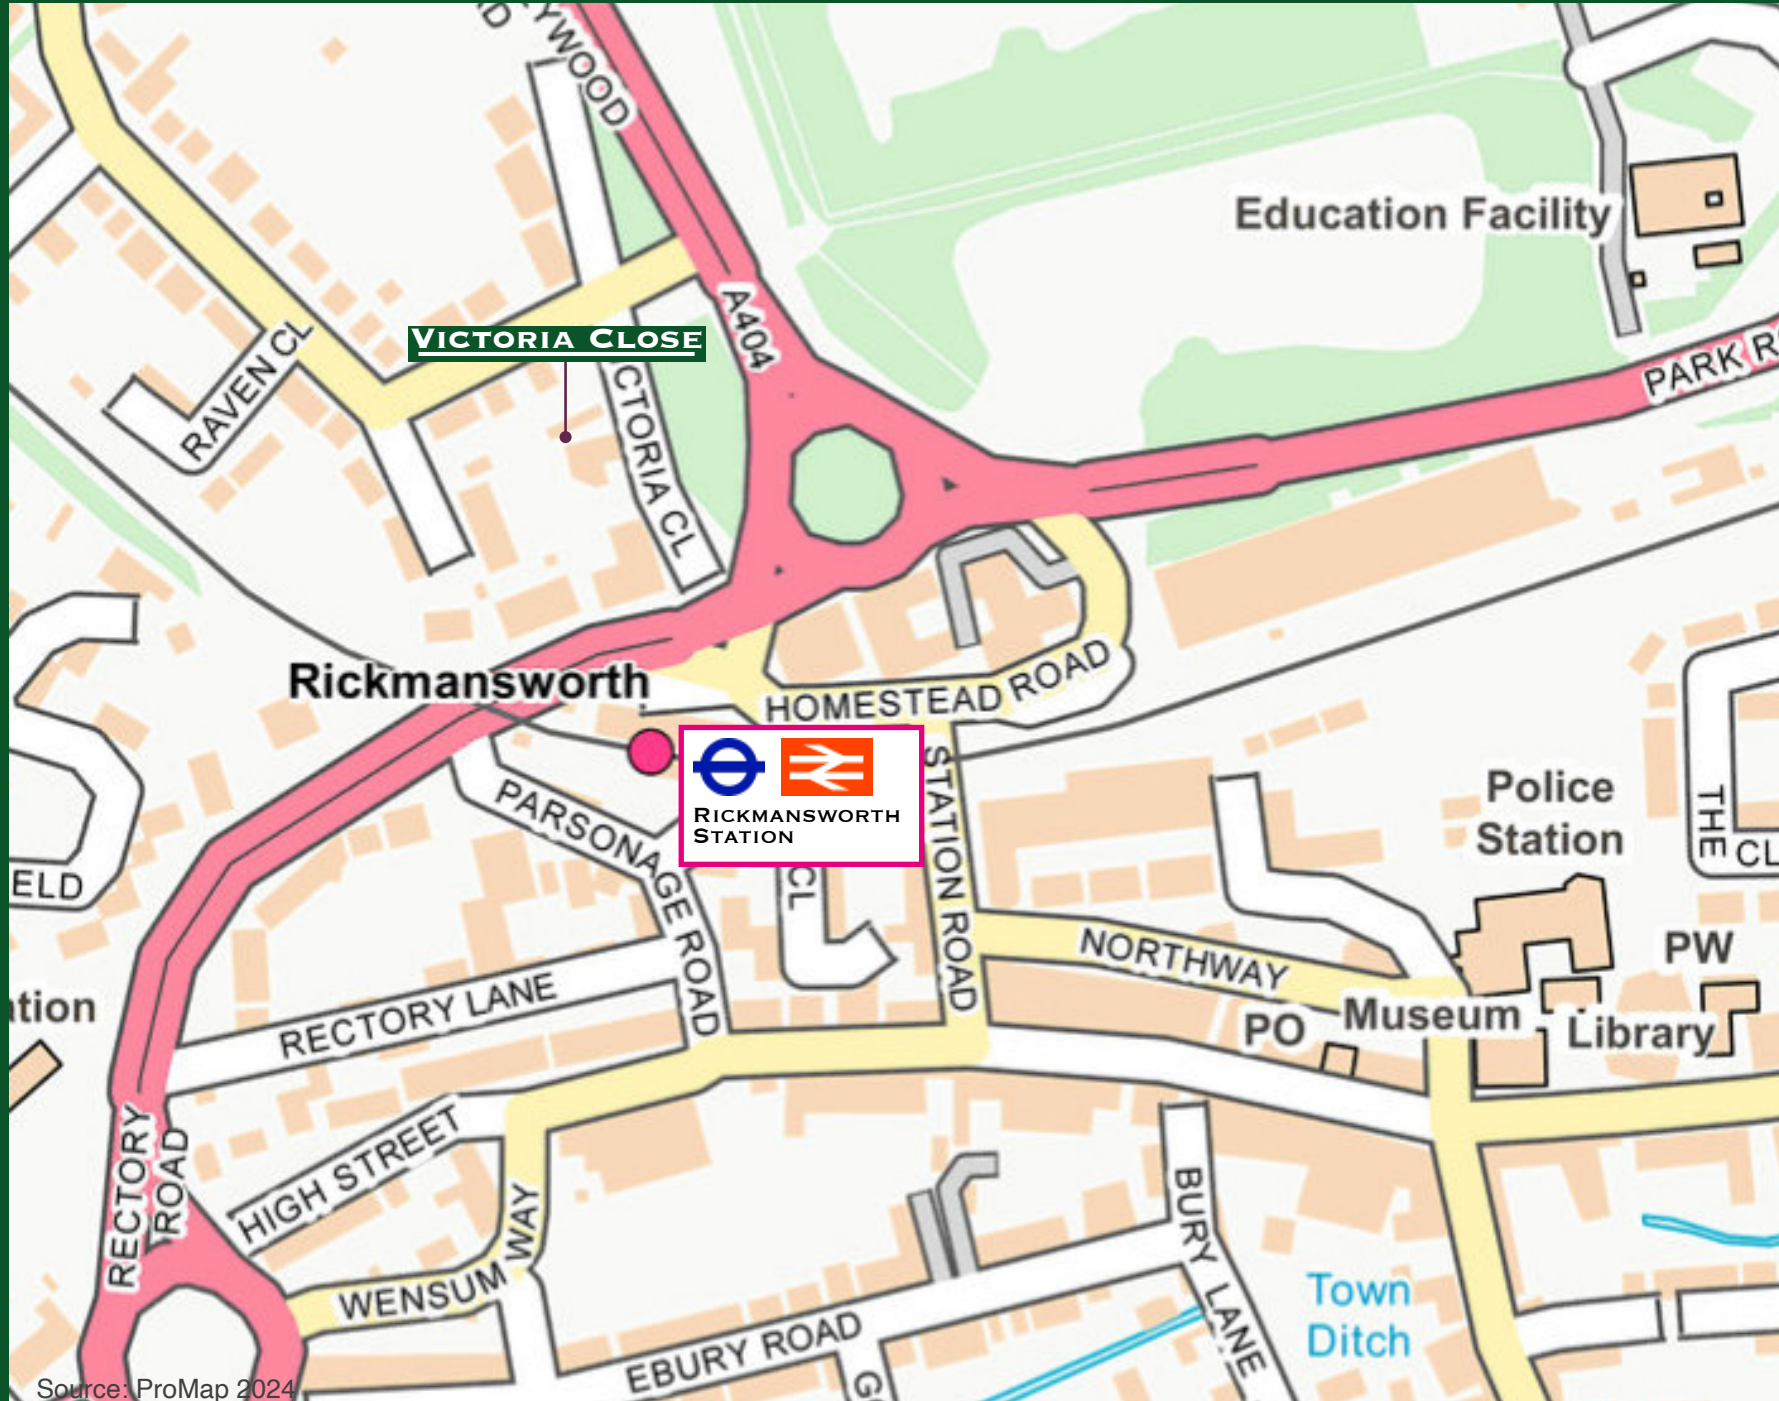 YWOOD
Education Facility
A404
RAVEN CL
VICTORIA CLOSE
PARK R
CTORIA CL
Rickmansworth
HOMESTEAD ROAD
RICKMANSWORTH
STATION
STATION ROAD
PARSONAGE ROAD
Police
Station
THE
CL
ELD
CL
NORTHWAY
PW
ation
RECTORY LANE
PO
Museum
Library
RECTORY
ROAD
HIGH STREET
WENSUM WAY
BURY LANE
Town
Ditch
EBURY ROAD
Source: ProMap 2024